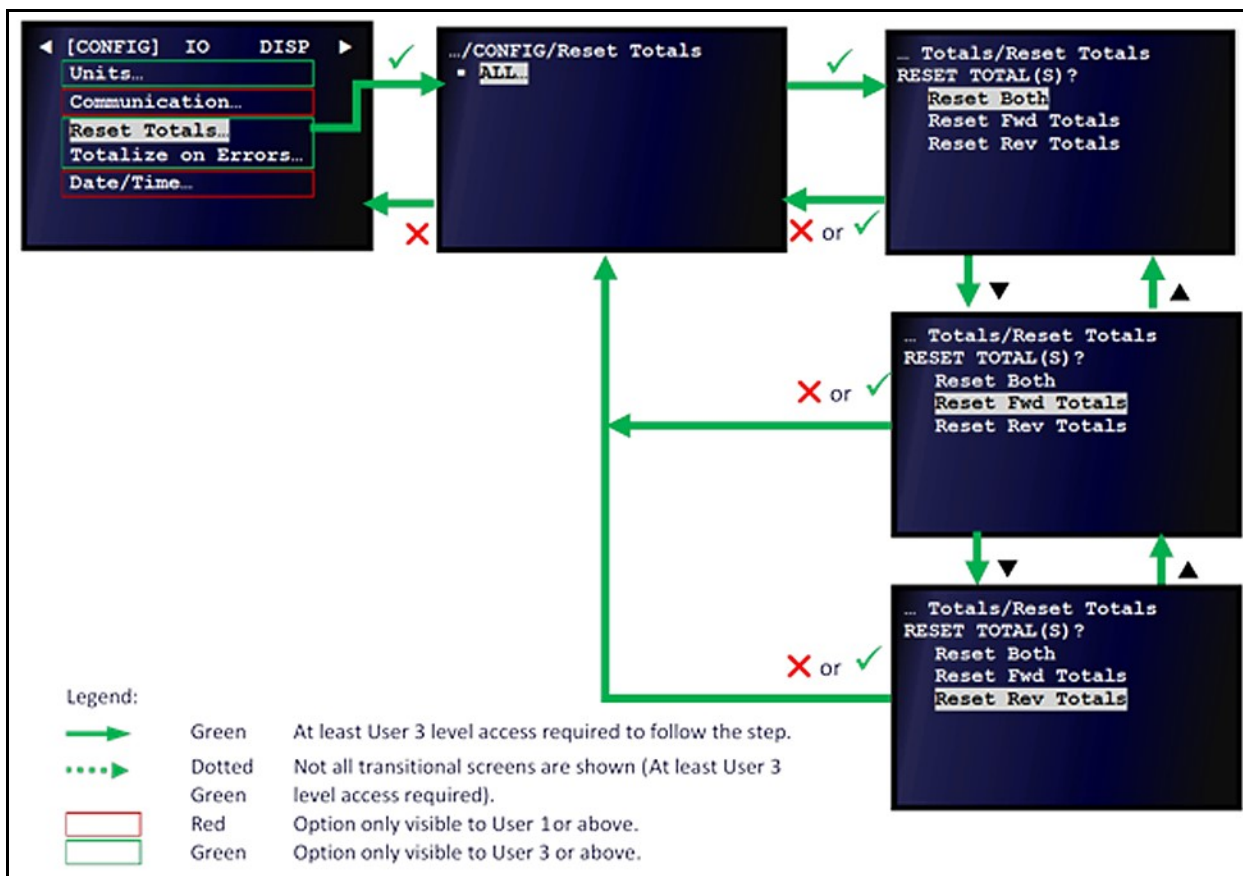 ◄ [CONFIG] IO DISP ►
Units…
Communication…
Reset Totals…
Totalize on Errors…
Date/Time…
…/CONFIG/Reset Totals
▪ ALL…
… Totals/Reset Totals
RESET TOTAL(S)?
Reset Both
Reset Fwd Totals
Reset Rev Totals
✓
✓
✗
✗ or ✓
▼ ▲
… Totals/Reset Totals
RESET TOTAL(S)?
Reset Both
Reset Fwd Totals
Reset Rev Totals
✗ or ✓
▼ ▲
… Totals/Reset Totals
RESET TOTAL(S)?
Reset Both
Reset Fwd Totals
Reset Rev Totals
✗ or ✓
Legend:
Green At least User 3 level access required to follow the step.
Dotted Not all transitional screens are shown (At least User 3
Green level access required).
Red Option only visible to User 1 or above.
Green Option only visible to User 3 or above.